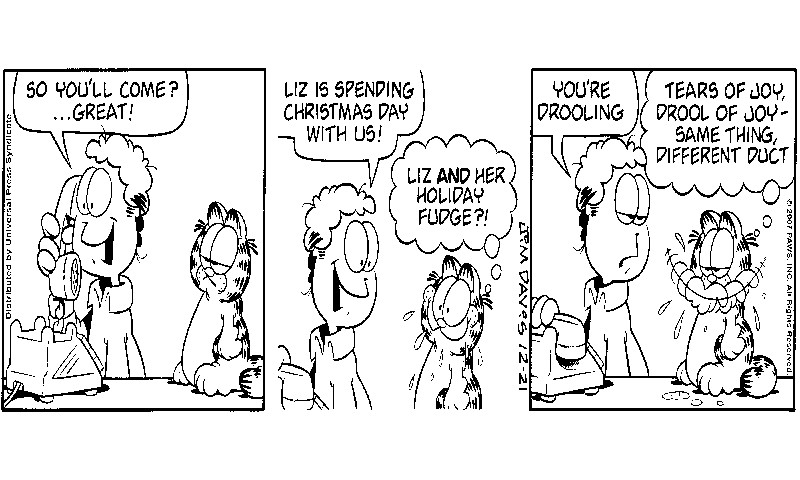 SO YOU'LL COME?
...GREAT!
Distributed by Universal Press Syndicate
LIZ IS SPENDING
CHRISTMAS DAY
WITH US!
LIZ AND HER
HOLIDAY
FUDGE?!
JIM DAVIS 12-21
YOU'RE
DROOLING
TEARS OF JOY,
DROOL OF JOY-
SAME THING,
DIFFERENT DUCT
© 2007 PAWS, INC. All Rights Reserved.